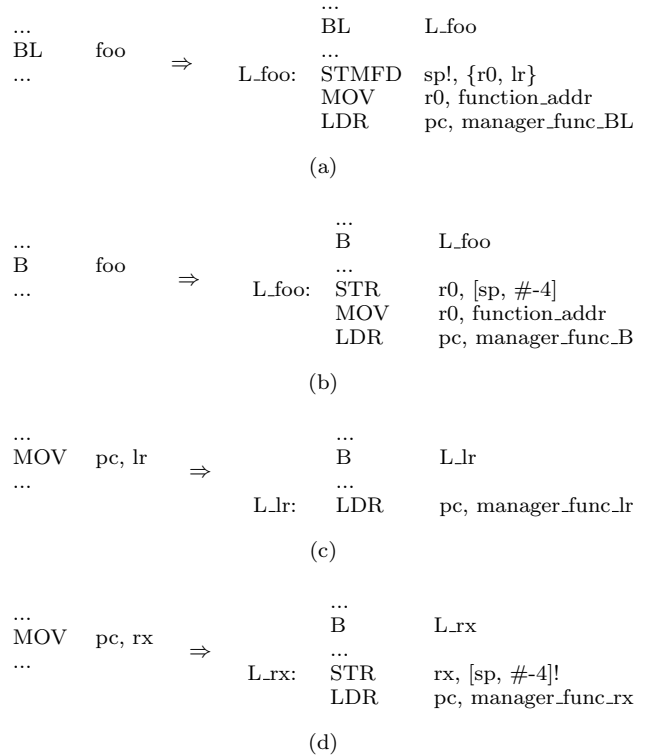 ...
BL L_foo
...
BL foo
...
⇒
...
L_foo: STMFD sp!, {r0, lr}
MOV r0, function_addr
LDR pc, manager_func_BL
(a)
...
B L_foo
...
B foo
...
⇒
...
L_foo: STR r0, [sp, #-4]
MOV r0, function_addr
LDR pc, manager_func_B
(b)
...
MOV pc, lr
...
⇒
...
B L_lr
...
L_lr: LDR pc, manager_func_lr
(c)
...
MOV pc, rx
...
⇒
...
B L_rx
...
L_rx: STR rx, [sp, #-4]!
LDR pc, manager_func_rx
(d)